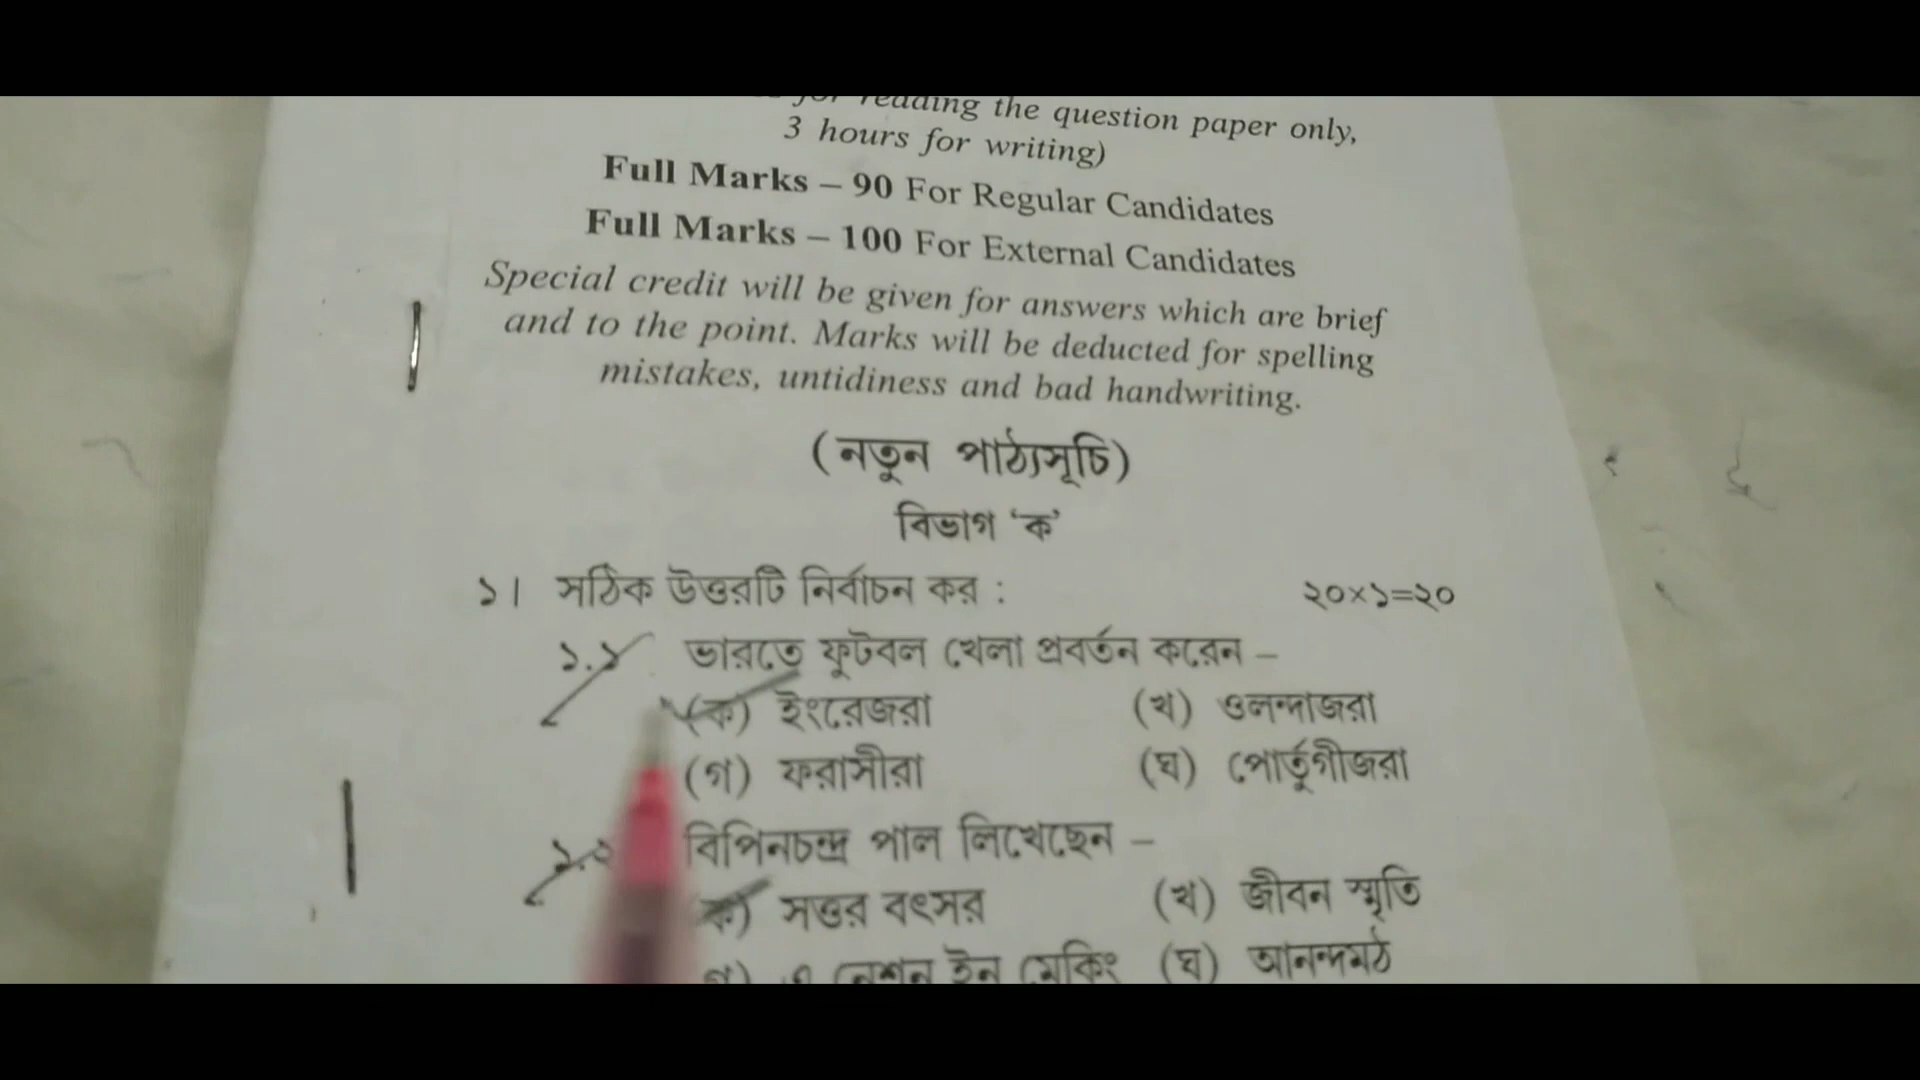 for reading the question paper only,
3 hours for writing)
Full Marks – 90 For Regular Candidates
Full Marks – 100 For External Candidates
Special credit will be given for answers which are brief
and to the point. Marks will be deducted for spelling
mistakes, untidiness and bad handwriting.
(নতুন পাঠ্যসূচি)
বিভাগ ‘ক’
১। সঠিক উত্তরটি নির্বাচন কর : ২০×১=২০
১.১ ভারতে ফুটবল খেলা প্রবর্তন করেন –
(ক) ইংরেজরা (খ) ওলন্দাজরা
(গ) ফরাসীরা (ঘ) পোর্তুগীজরা
১.২ বিপিনচন্দ্র পাল লিখেছেন –
(ক) সত্তর বৎসর (খ) জীবন স্মৃতি
গ) এ নেশন ইন মেকিং (ঘ) আনন্দমঠ